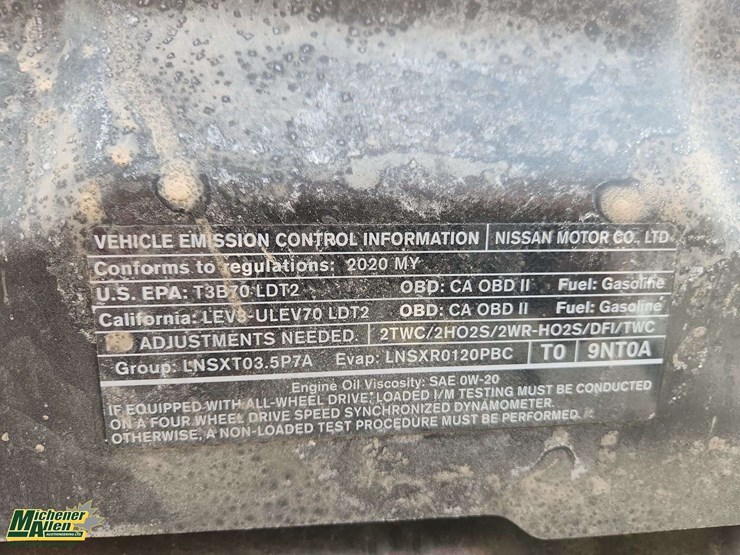 VEHICLE EMISSION CONTROL INFORMATION NISSAN MOTOR CO., LTD.
Conforms to regulations: 2020 MY
U.S. EPA: T3B70 LDT2 OBD: CA OBD II Fuel: Gasoline
California: LEV3-ULEV70 LDT2 OBD: CA OBD II Fuel: Gasoline
ADJUSTMENTS NEEDED. 2TWC/2HO2S/2WR-HO2S/DFI/TWC
Group: LNSXT03.5P7A Evap: LNSXR0120PBC T0 9NT0A
Engine Oil Viscosity: SAE 0W-20
IF EQUIPPED WITH ALL-WHEEL DRIVE, LOADED I/M TESTING MUST BE CONDUCTED
ON A FOUR WHEEL DRIVE SPEED SYNCHRONIZED DYNAMOMETER.
OTHERWISE, A NON-LOADED TEST PROCEDURE MUST BE PERFORMED.
Michener
Allen
AUCTIONEERING LTD.